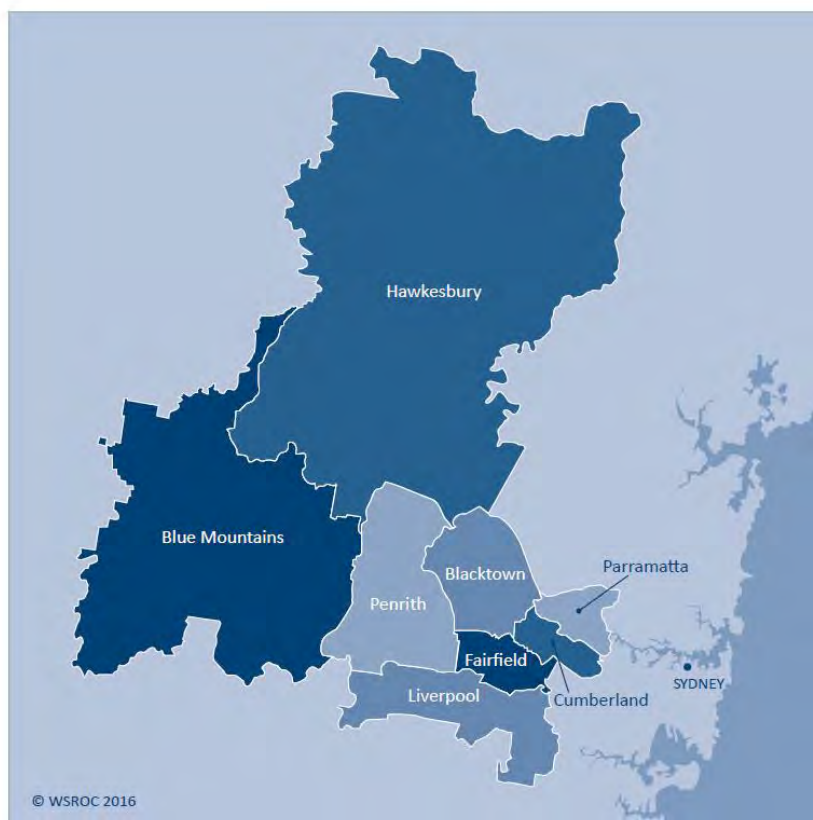 Hawkesbury
Blue Mountains
Blacktown
Parramatta
Penrith
Fairfield
SYDNEY
Liverpool
Cumberland
© WSROC 2016